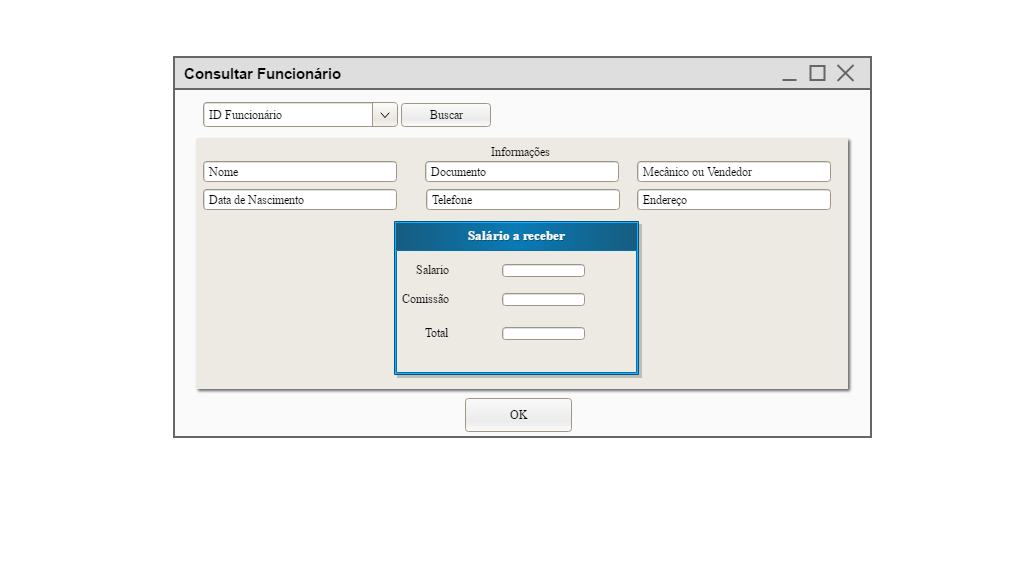 Consultar Funcionário
ID Funcionário
Buscar
Informações
Nome
Documento
Mecânico ou Vendedor
Data de Nascimento
Telefone
Endereço
Salário a receber
Salario
Comissão
Total
OK